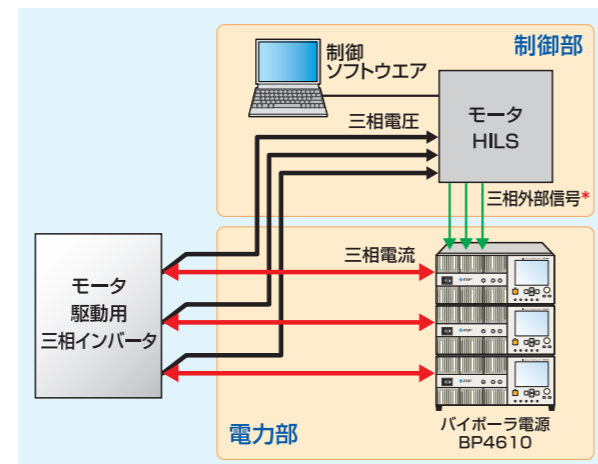 制御部
制御
ソフトウエア
モータ
HILS
三相電圧
三相外部信号*
三相電流
モータ
駆動用
三相インバータ
電力部
バイポーラ電源
BP4610